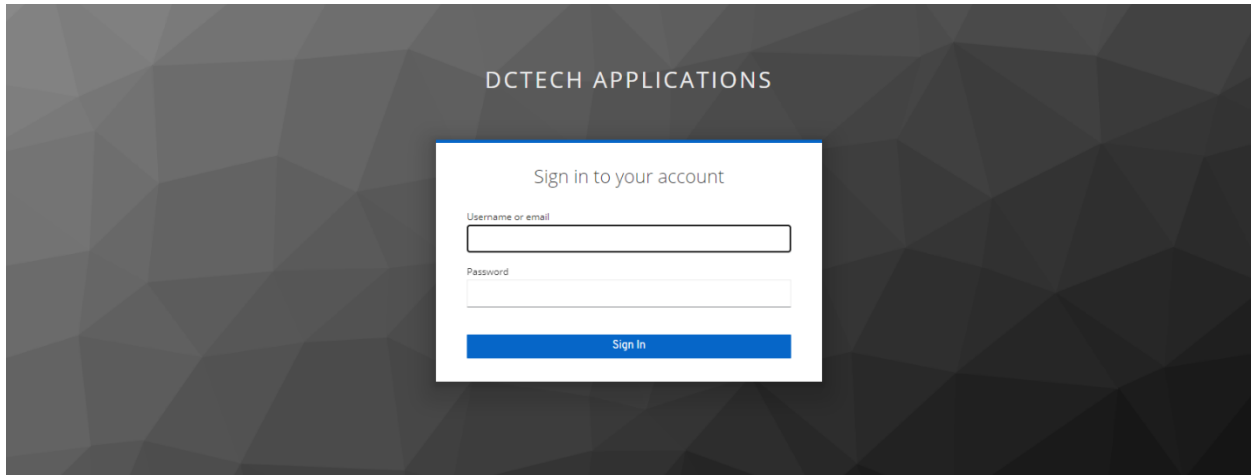 DCTECH APPLICATIONS
Sign in to your account
Username or email
Password
Sign In